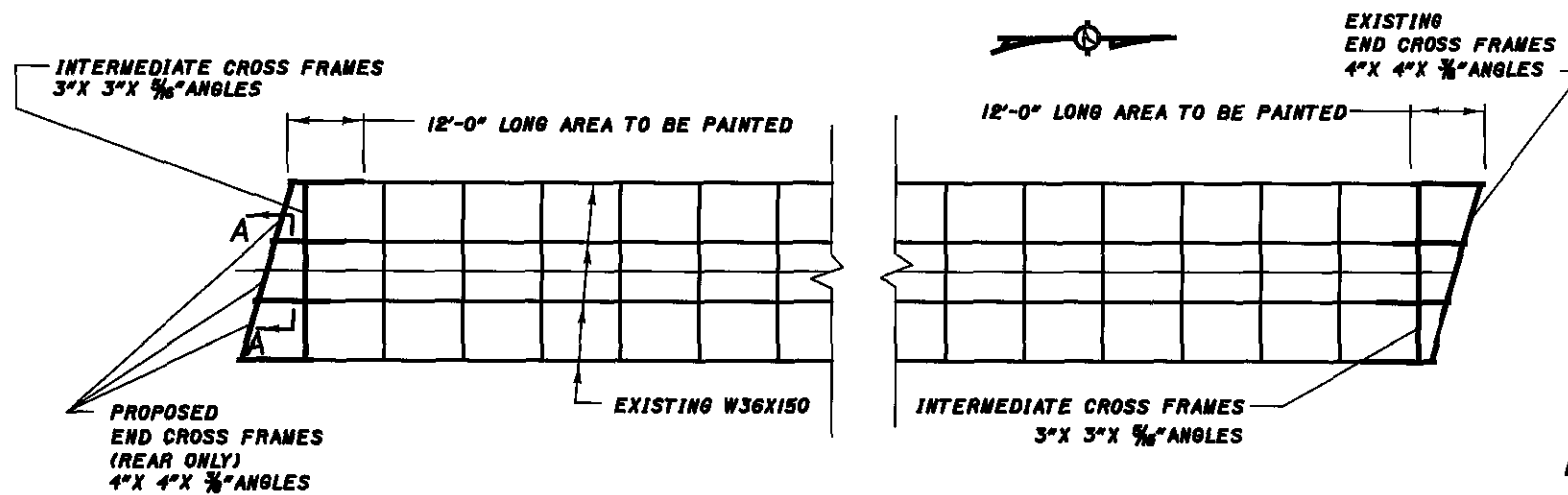 INTERMEDIATE CROSS FRAMES
3"X 3"X 5/16"ANGLES
12'-0" LONG AREA TO BE PAINTED
12'-0" LONG AREA TO BE PAINTED
EXISTING
END CROSS FRAMES
4"X 4"X 3/8"ANGLES
A
A
PROPOSED
END CROSS FRAMES
(REAR ONLY)
4"X 4"X 3/8"ANGLES
EXISTING W36X150
INTERMEDIATE CROSS FRAMES
3"X 3"X 5/16"ANGLES